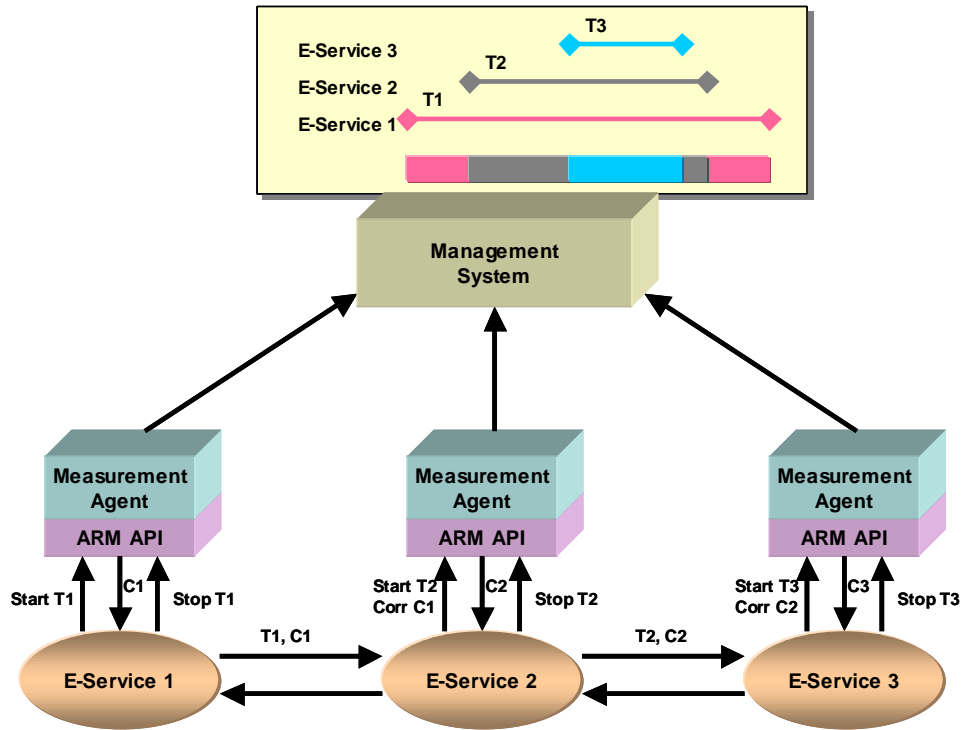 T3
E-Service 3
T2
E-Service 2
T1
E-Service 1
Management
System
Measurement
Agent
ARM API
Measurement
Agent
ARM API
Measurement
Agent
ARM API
Start T1
C1
Stop T1
Start T2
Corr C1
C2
Stop T2
Start T3
Corr C2
C3
Stop T3
T1, C1
T2, C2
E-Service 1
E-Service 2
E-Service 3